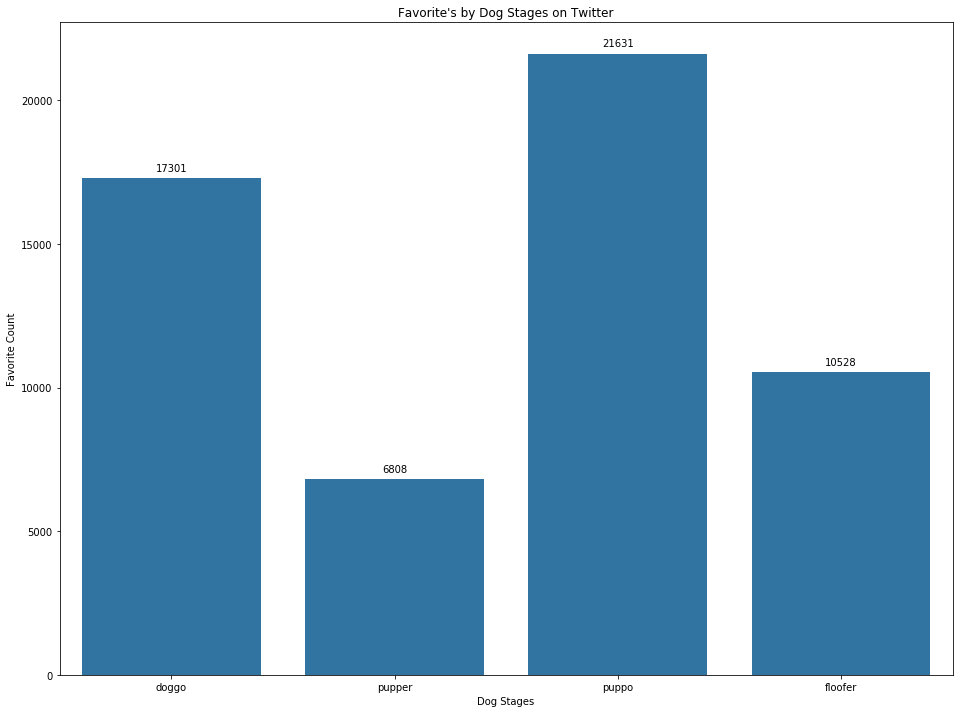 Favorite's by Dog Stages on Twitter
21631
20000
17301
15000
Favorite Count
10528
10000
6808
5000
0
doggo pupper puppo floofer
Dog Stages